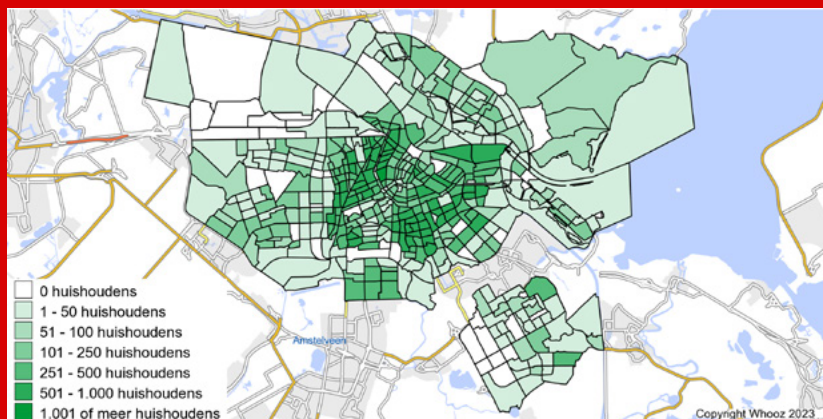 0 huishoudens
1 - 50 huishoudens
51 - 100 huishoudens
101 - 250 huishoudens
251 - 500 huishoudens
501 - 1.000 huishoudens
1.001 of meer huishoudens
Amstelveen
Copyright Whooz 2023